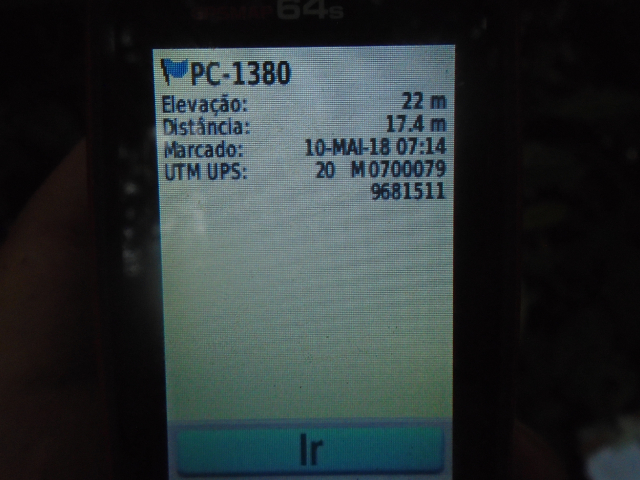 64s
PC-1380
Elevação: 22 m
Distância: 17.4 m
Marcado: 10-MAI-18 07:14
UTM UPS: 20 M 0700079
9681511
Ir